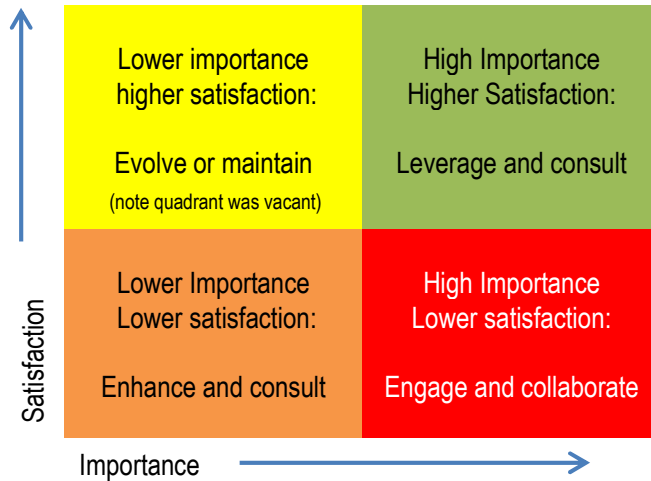 Lower importance
higher satisfaction:
Evolve or maintain
(note quadrant was vacant)
High Importance
Higher Satisfaction:
Leverage and consult
Lower Importance
Lower satisfaction:
Enhance and consult
High Importance
Lower satisfaction:
Engage and collaborate
Satisfaction
Importance